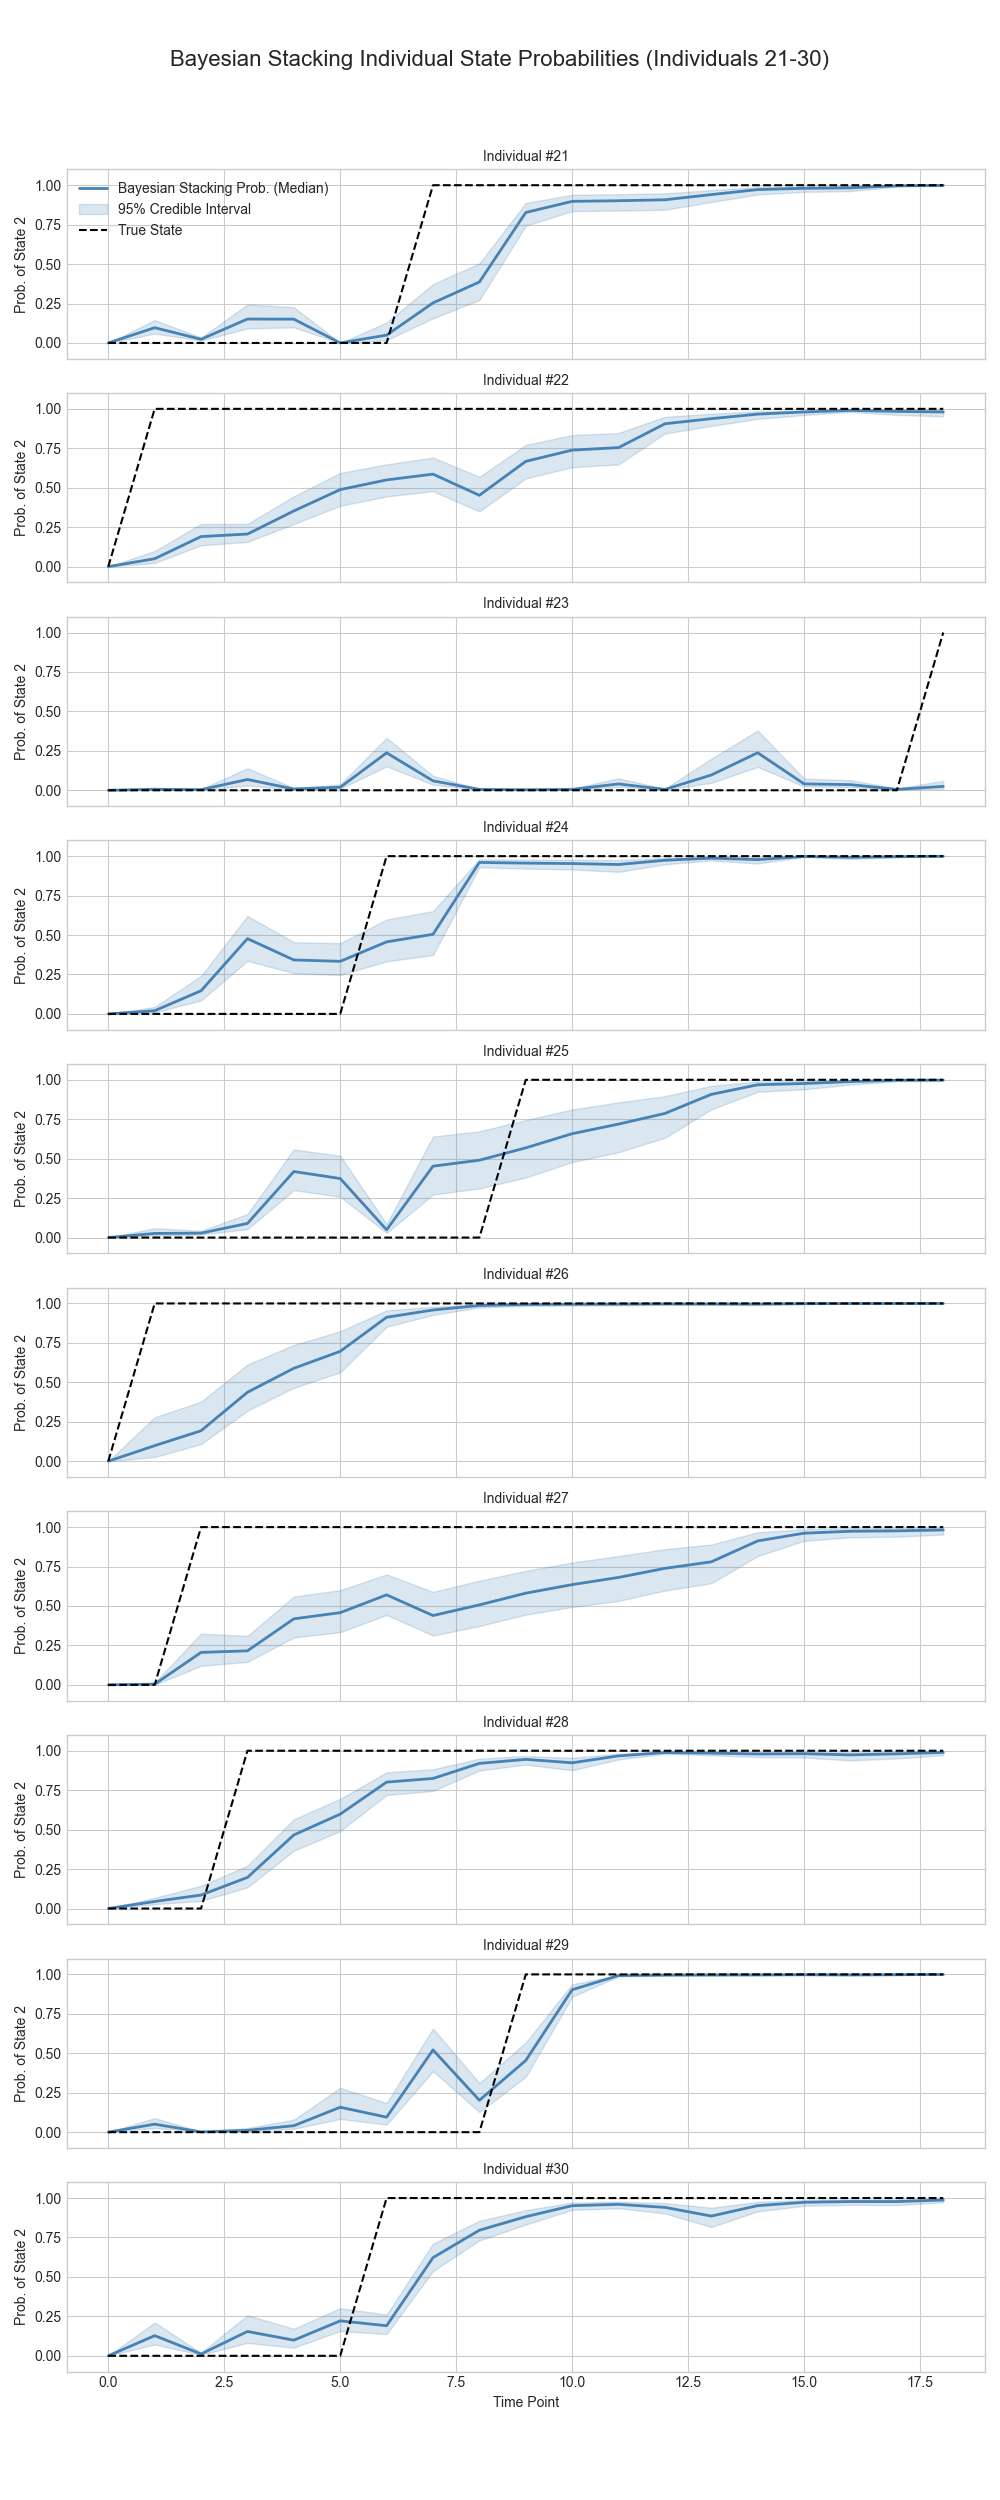 Bayesian Stacking Individual State Probabilities (Individuals 21-30)
Individual #21
1.00
0.75
0.50
0.25
0.00
Prob. of State 2
Bayesian Stacking Prob. (Median)
95% Credible Interval
True State
Individual #22
1.00
0.75
0.50
0.25
0.00
Prob. of State 2
Individual #23
1.00
0.75
0.50
0.25
0.00
Prob. of State 2
Individual #24
1.00
0.75
0.50
0.25
0.00
Prob. of State 2
Individual #25
1.00
0.75
0.50
0.25
0.00
Prob. of State 2
Individual #26
1.00
0.75
0.50
0.25
0.00
Prob. of State 2
Individual #27
1.00
0.75
0.50
0.25
0.00
Prob. of State 2
Individual #28
1.00
0.75
0.50
0.25
0.00
Prob. of State 2
Individual #29
1.00
0.75
0.50
0.25
0.00
Prob. of State 2
Individual #30
1.00
0.75
0.50
0.25
0.00
Prob. of State 2
0.0 2.5 5.0 7.5 10.0 12.5 15.0 17.5
Time Point